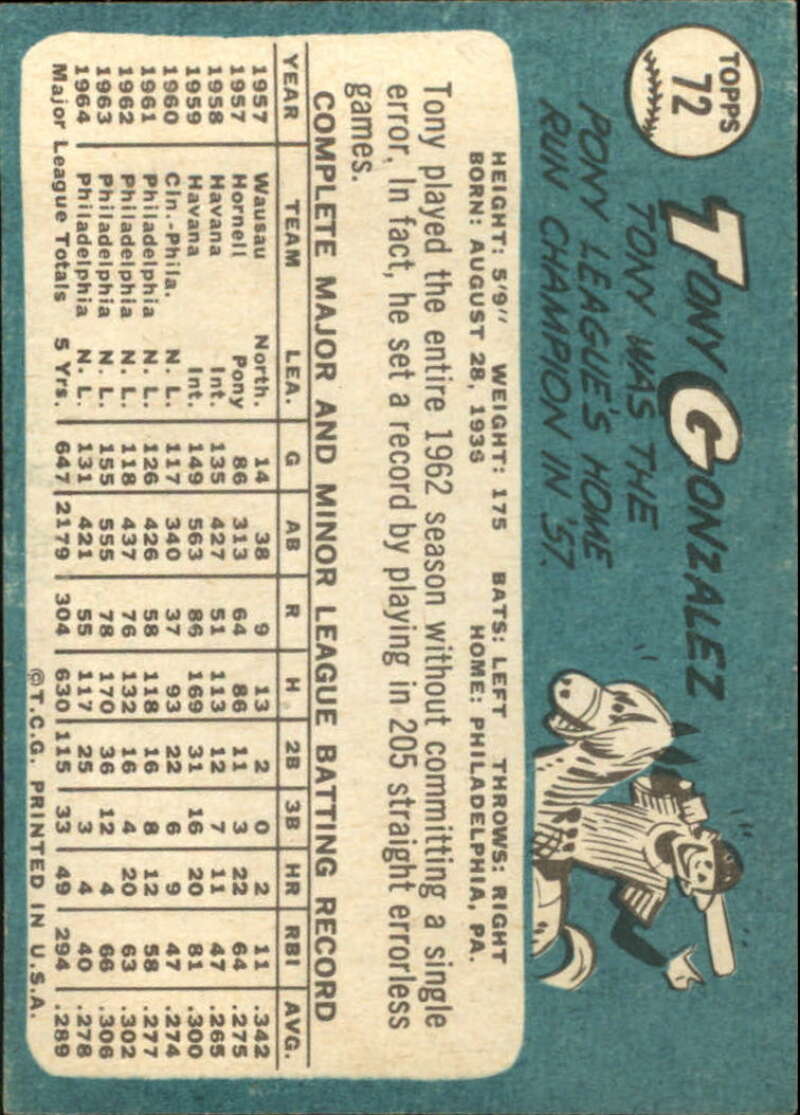 TOPPS
72
TONY GONZALEZ
TONY WAS THE
PONY LEAGUE'S HOME
RUN CHAMPION IN '57.
HEIGHT: 5'9" WEIGHT: 175 BATS: LEFT THROWS: RIGHT
BORN: AUGUST 28, 1936 HOME: PHILADELPHIA, PA.
Tony played the entire 1962 season without committing a single
error. In fact, he set a record by playing in 205 straight errorless
games.
COMPLETE MAJOR AND MINOR LEAGUE BATTING RECORD
YEAR TEAM LEA. G AB R H 2B 3B HR RBI AVG.
1957 Wausau North. 14 38 9 13 2 0 2 11 .342
1957 Hornell Pony 86 313 64 86 11 3 22 64 .275
1958 Havana Int. 135 427 51 113 12 7 11 47 .265
1959 Havana Int. 149 563 86 169 31 16 20 81 .300
1960 Cin.-Phila. N. L. 117 340 37 93 22 6 9 47 .274
1961 Philadelphia N. L. 126 426 58 118 16 8 12 58 .277
1962 Philadelphia N. L. 118 437 76 132 16 4 20 63 .302
1963 Philadelphia N. L. 155 555 78 170 36 12 4 66 .306
1964 Philadelphia N. L. 131 421 55 117 25 3 4 40 .278
Major League Totals 5 Yrs. 647 2179 304 630 115 33 49 294 .289
©T.C.G. PRINTED IN U.S.A.